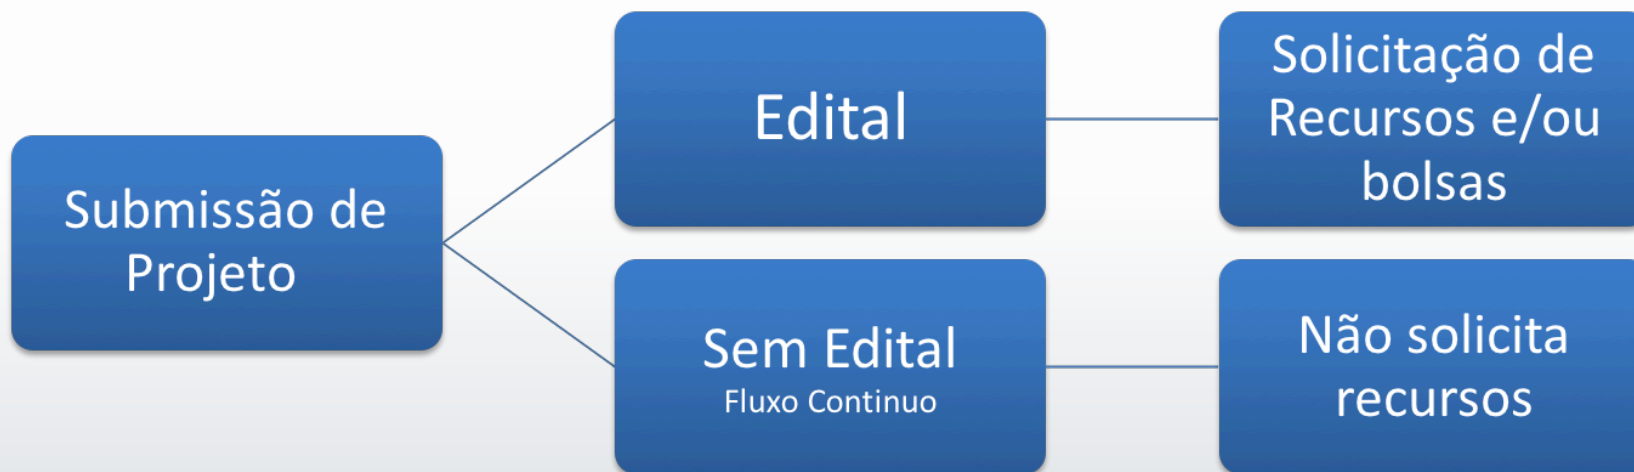 Submissão de
Projeto
Edital
Solicitação de
Recursos e/ou
bolsas
Sem Edital
Fluxo Continuo
Não solicita
recursos